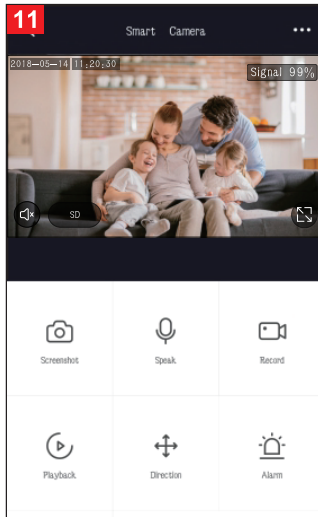 11
Smart Camera
2018-05-14 11:20:30
Signal 99%
SD
Screenshot
Speak
Record
Playback
Direction
Alarm